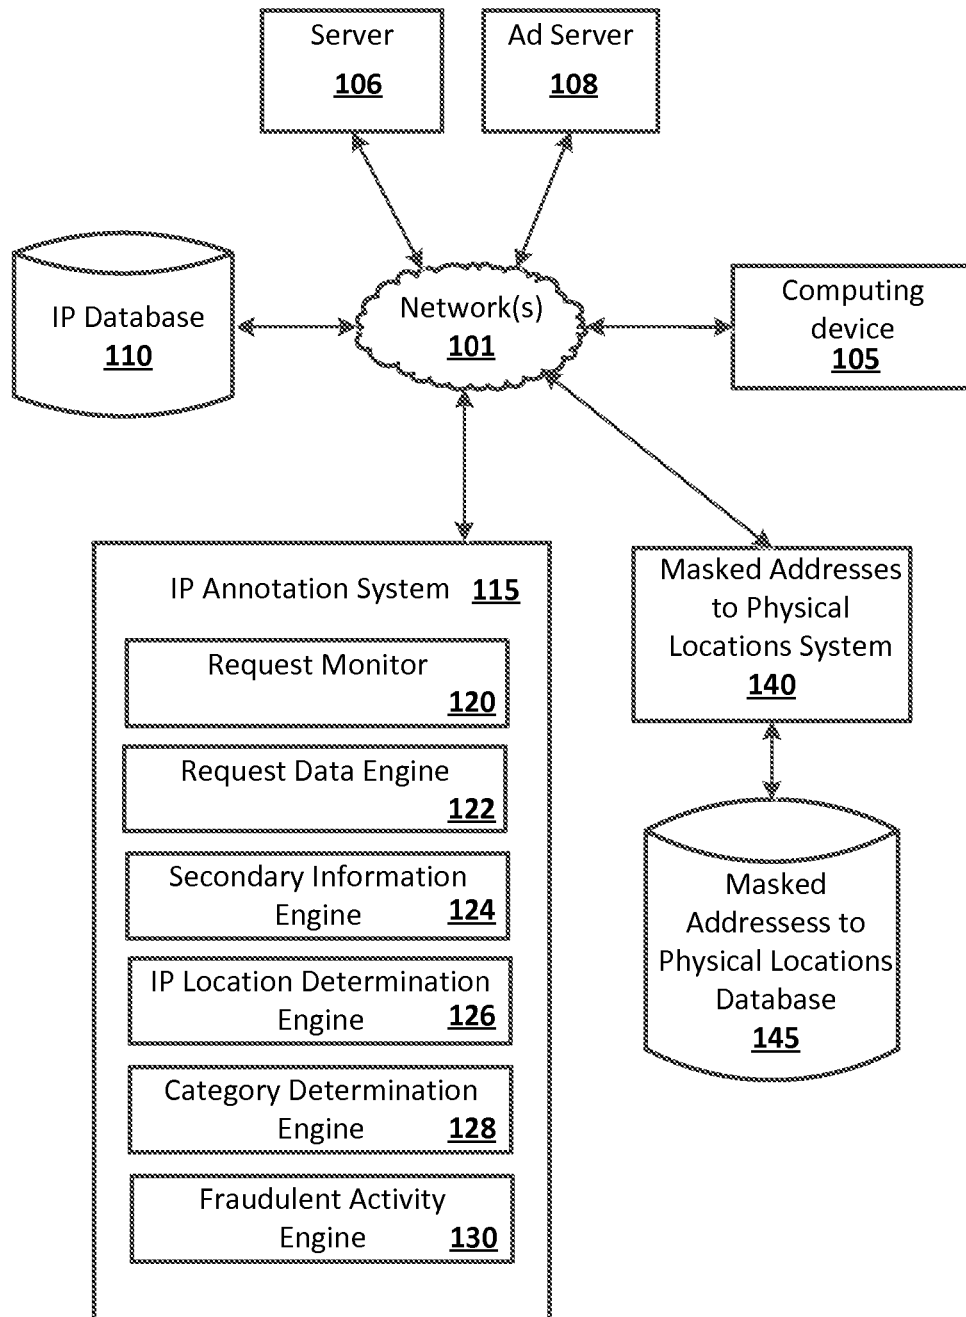 Server
106
Ad Server
108
IP Database
110
Network(s)
101
Computing
device
105
IP Annotation System 115
Request Monitor
120
Request Data Engine
122
Secondary Information
Engine 124
IP Location Determination
Engine 126
Category Determination
Engine 128
Fraudulent Activity
Engine 130
Masked Addresses
to Physical
Locations System
140
Masked
Addressess to
Physical Locations
Database
145